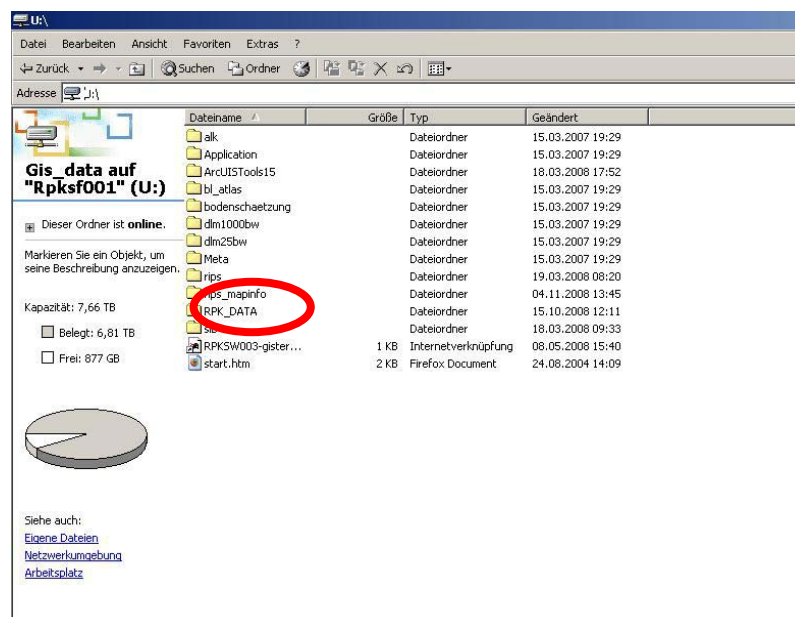 U:\
Datei Bearbeiten Ansicht Favoriten Extras ?
Zurück Suchen Ordner
Adresse U:\
Gis_data auf "Rpksf001" (U:)
Dieser Ordner ist online.
Markieren Sie ein Objekt, um seine Beschreibung anzuzeigen.
Kapazität: 7,66 TB
Belegt: 6,81 TB
Frei: 877 GB
Siehe auch:
Eigene Dateien
Netzwerkumgebung
Arbeitsplatz
Dateiname Größe Typ Geändert
alk Dateiordner 15.03.2007 19:29
Application Dateiordner 15.03.2007 19:29
ArcUISTools15 Dateiordner 18.03.2008 17:52
bl_atlas Dateiordner 15.03.2007 19:29
bodenschaetzung Dateiordner 15.03.2007 19:29
dlm1000bw Dateiordner 15.03.2007 19:29
dlm25bw Dateiordner 15.03.2007 19:29
Meta Dateiordner 15.03.2007 19:29
rips Dateiordner 19.03.2008 08:20
rips_mapinfo Dateiordner 04.11.2008 13:45
RPK_DATA Dateiordner 15.10.2008 12:11
Dateiordner 18.03.2008 09:33
RPKSW003-gister... 1 KB Internetverknüpfung 08.05.2008 15:40
start.htm 2 KB Firefox Document 24.08.2004 14:09